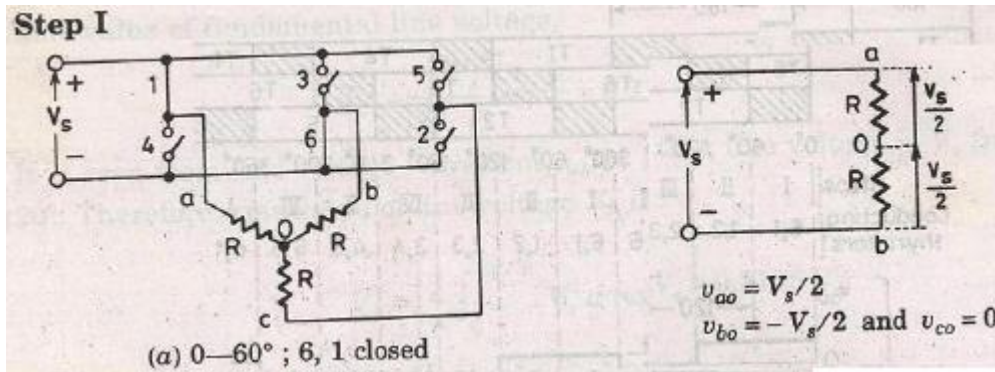 Step I
+
Vs
−
1
4
3
6
5
2
a
b
O
R
R
R
c
(a) 0—60° ; 6, 1 closed
a
+
Vs
−
R
O
R
b
Vs/2
Vs/2
vao = Vs/2
vbo = − Vs/2 and vco = 0